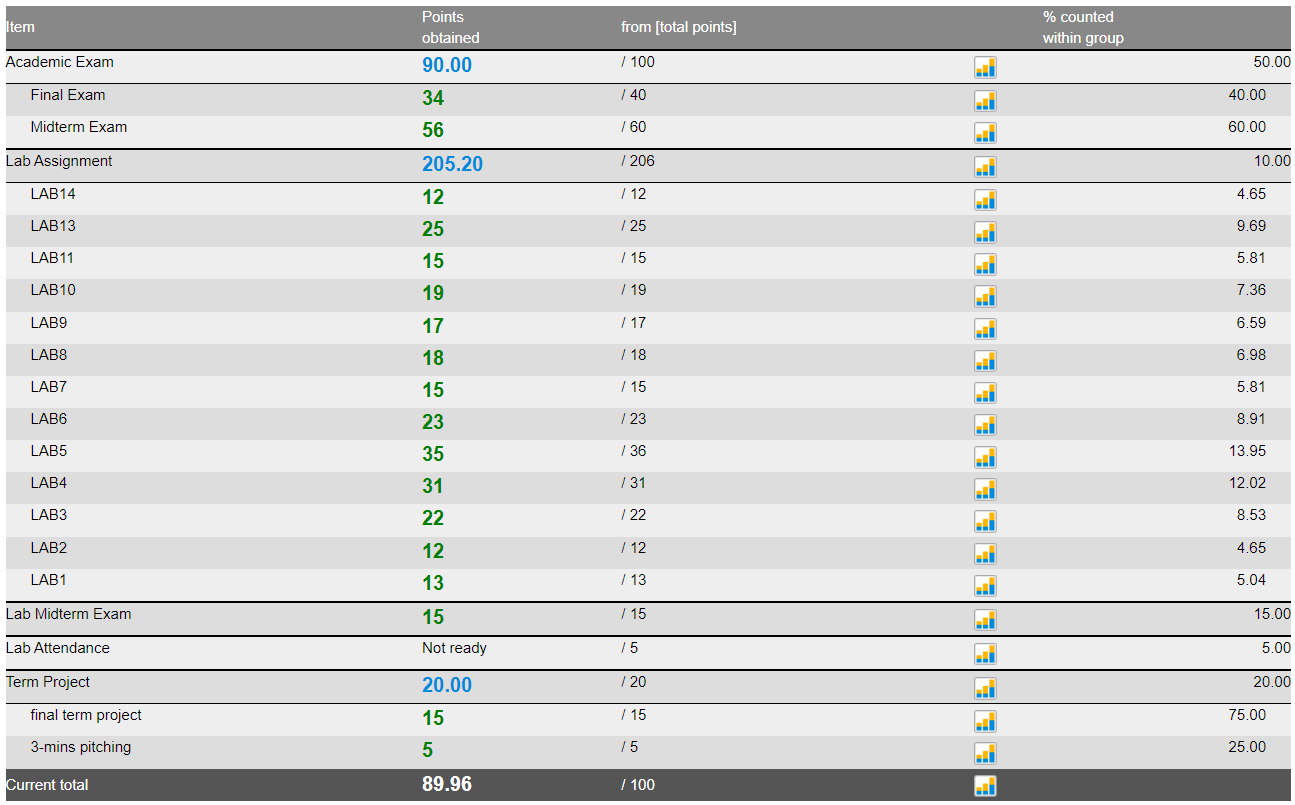 Item Points obtained from [total points] % counted within group
Academic Exam 90.00 / 100 50.00
Final Exam 34 / 40 40.00
Midterm Exam 56 / 60 60.00
Lab Assignment 205.20 / 206 10.00
LAB14 12 / 12 4.65
LAB13 25 / 25 9.69
LAB11 15 / 15 5.81
LAB10 19 / 19 7.36
LAB9 17 / 17 6.59
LAB8 18 / 18 6.98
LAB7 15 / 15 5.81
LAB6 23 / 23 8.91
LAB5 35 / 36 13.95
LAB4 31 / 31 12.02
LAB3 22 / 22 8.53
LAB2 12 / 12 4.65
LAB1 13 / 13 5.04
Lab Midterm Exam 15 / 15 15.00
Lab Attendance Not ready / 5 5.00
Term Project 20.00 / 20 20.00
final term project 15 / 15 75.00
3-mins pitching 5 / 5 25.00
Current total 89.96 / 100